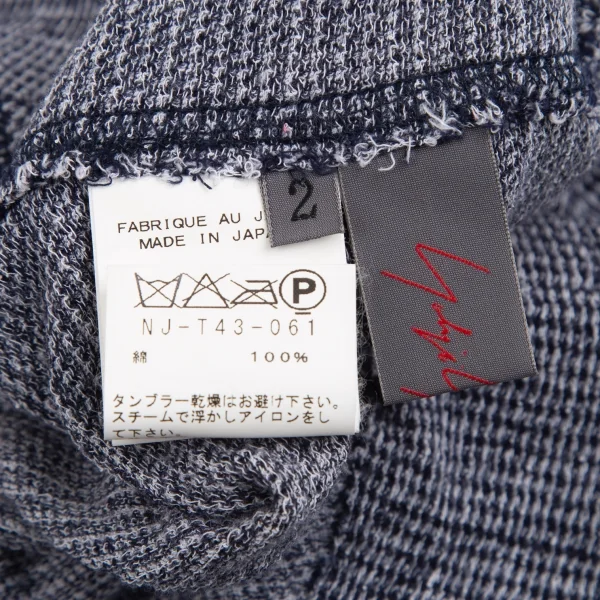 FABRIQUE AU J
MADE IN JAPA
2
P
NJ-T43-061
綿 100%
タンブラー乾燥はお避け下さい。
スチームで浮かしアイロンをし
て下さい。